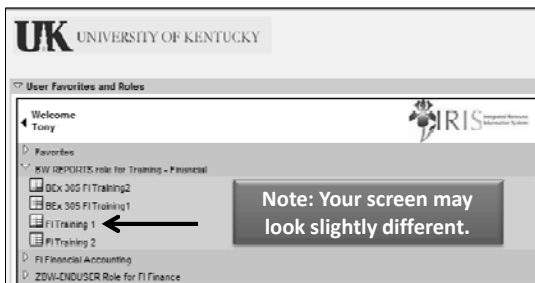 UK UNIVERSITY OF KENTUCKY
User Favorites and Roles
Welcome
Tony
IRIS Integrated Resource
Information Systems
Favorites
BW REPORTS role for Training - Financial
BEx 305 FI Training2
BEx 305 FI Training1
FI Training 1
FI Training 2
FI Financial Accounting
ZBW-ENDUSER Role for FI Finance
Note: Your screen may
look slightly different.